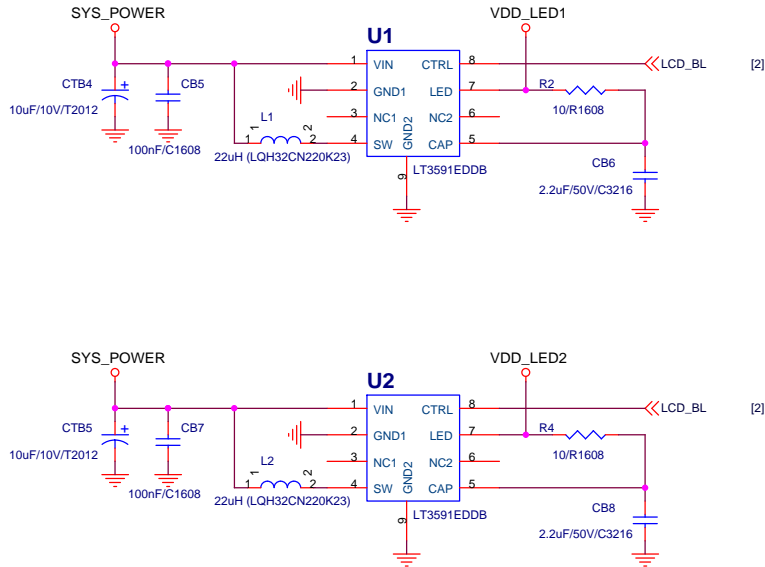 SYS_POWER
VDD_LED1
U1
1 VIN CTRL 8
LCD_BL [2]
CTB4
10uF/10V/T2012
CB5
100nF/C1608
2 GND1 LED 7
R2
10/R1608
3 NC1 NC2 6
L1
1 2
1 2
22uH (LQH32CN220K23)
4 SW GND2 CAP 5
9
LT3591EDDB
CB6
2.2uF/50V/C3216
SYS_POWER
VDD_LED2
U2
1 VIN CTRL 8
LCD_BL [2]
CTB5
10uF/10V/T2012
CB7
100nF/C1608
2 GND1 LED 7
R4
10/R1608
3 NC1 NC2 6
L2
1 2
1 2
22uH (LQH32CN220K23)
4 SW GND2 CAP 5
9
LT3591EDDB
CB8
2.2uF/50V/C3216